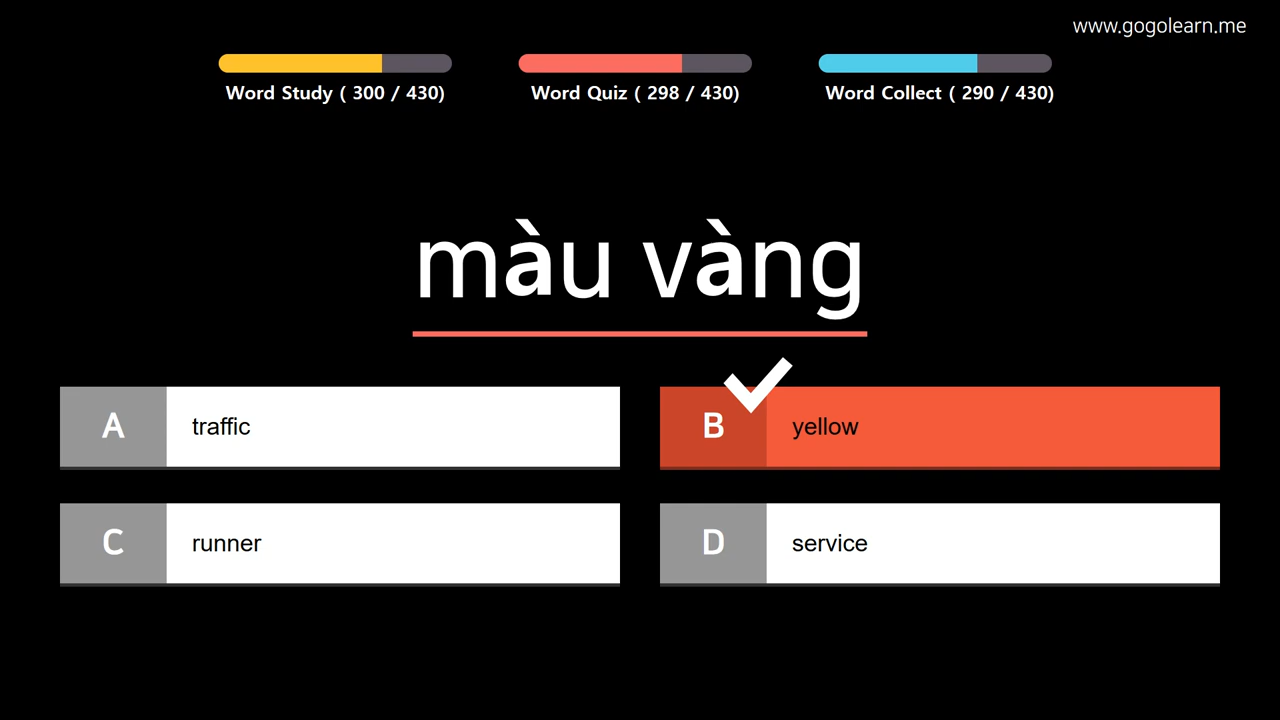 www.gogolearn.me
Word Study ( 300 / 430)
Word Quiz ( 298 / 430)
Word Collect ( 290 / 430)
màu vàng
A traffic
B yellow
C runner
D service